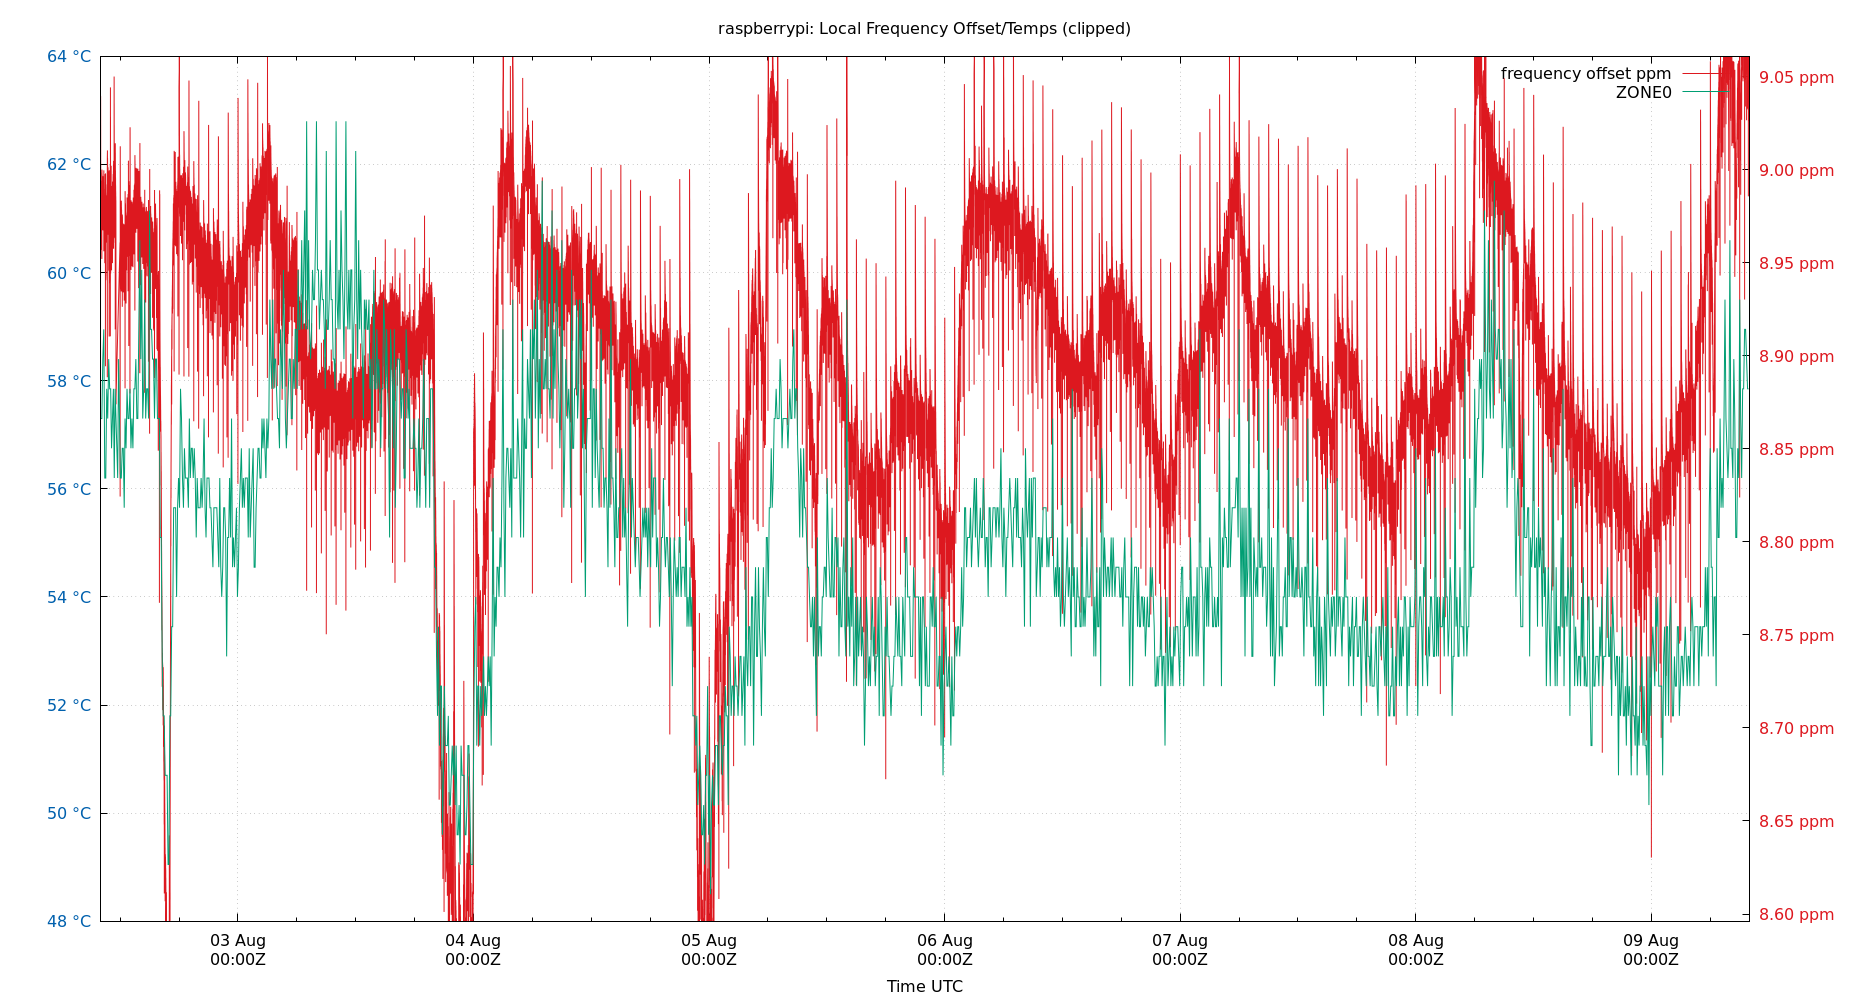 raspberrypi: Local Frequency Offset/Temps (clipped)
64 °C
62 °C
60 °C
58 °C
56 °C
54 °C
52 °C
50 °C
48 °C
frequency offset ppm
ZONE0
9.05 ppm
9.00 ppm
8.95 ppm
8.90 ppm
8.85 ppm
8.80 ppm
8.75 ppm
8.70 ppm
8.65 ppm
8.60 ppm
03 Aug
00:00Z
04 Aug
00:00Z
05 Aug
00:00Z
06 Aug
00:00Z
07 Aug
00:00Z
08 Aug
00:00Z
09 Aug
00:00Z
Time UTC